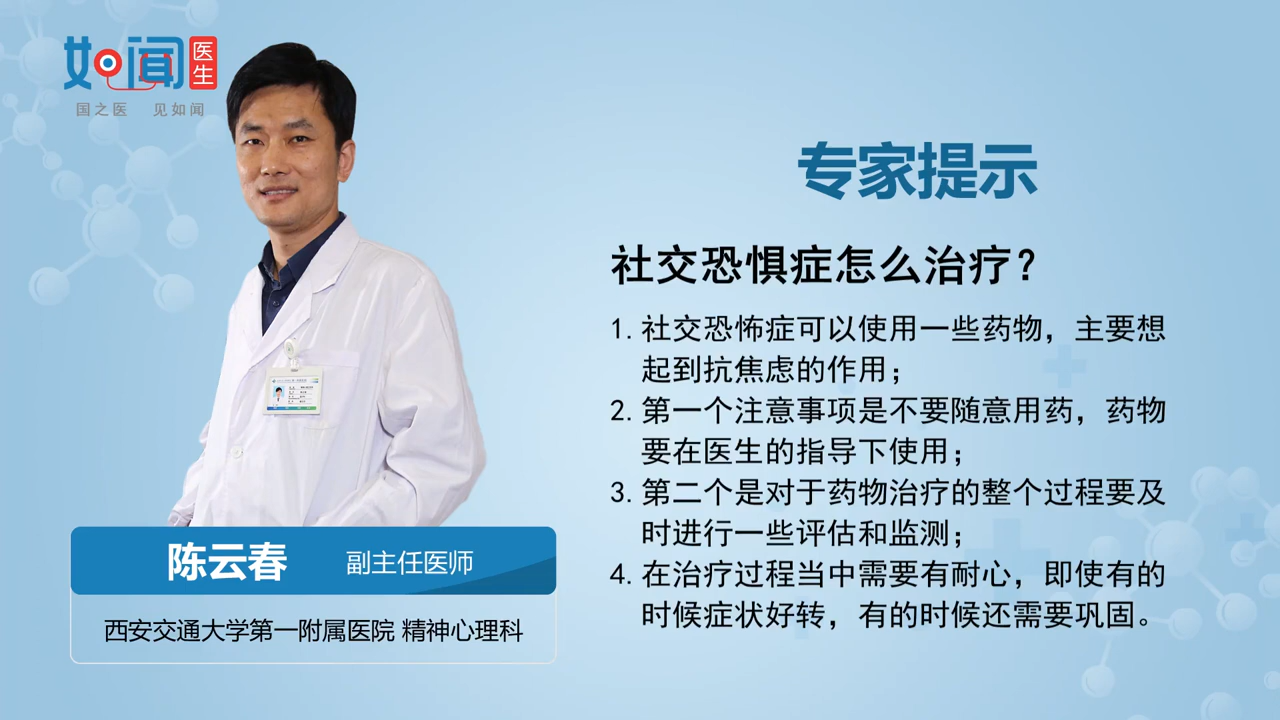 如闻医生
国之医 见如闻
专家提示
社交恐惧症怎么治疗？
1. 社交恐怖症可以使用一些药物，主要想
起到抗焦虑的作用；
2. 第一个注意事项是不要随意用药，药物
要在医生的指导下使用；
3. 第二个是对于药物治疗的整个过程要及
时进行一些评估和监测；
4. 在治疗过程当中需要有耐心，即使有的
时候症状好转，有的时候还需要巩固。
陈云春 副主任医师
西安交通大学第一附属医院 精神心理科